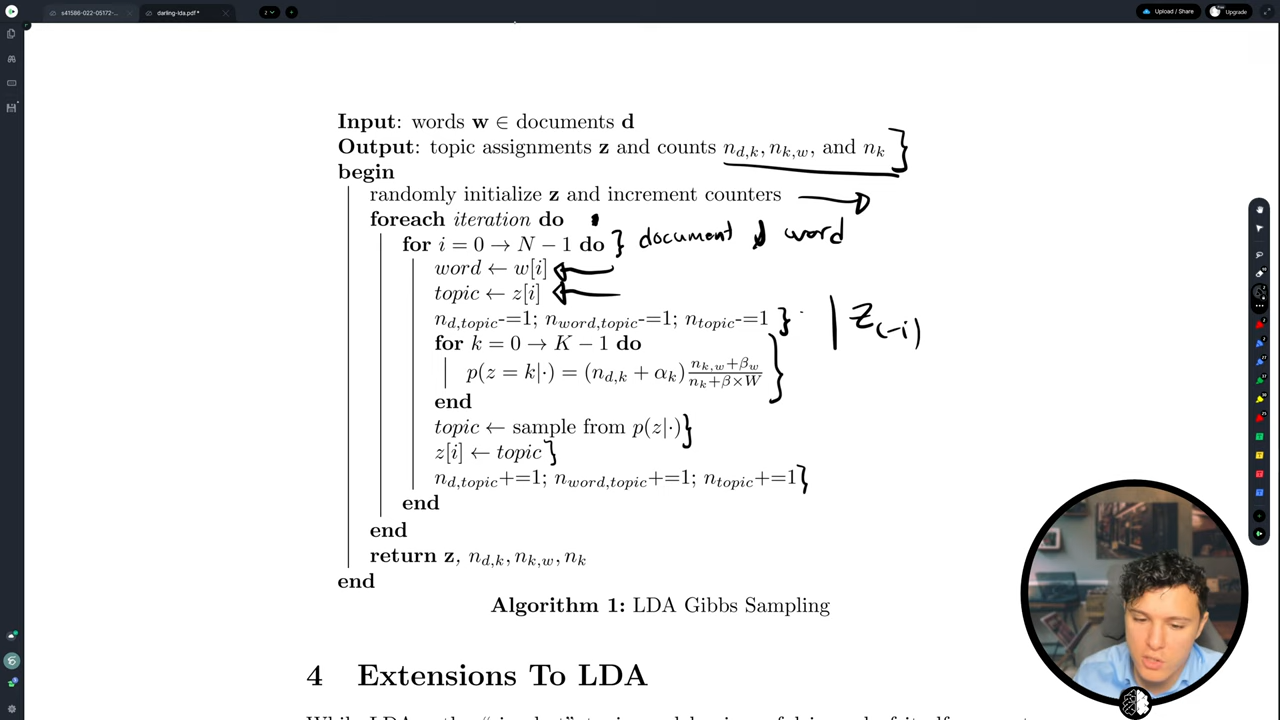 s41586-022-05172-... darling-lda.pdf* Upload / Share Upgrade
Input: words w ∈ documents d
Output: topic assignments z and counts n_{d,k}, n_{k,w}, and n_k }
begin
randomly initialize z and increment counters
foreach iteration do
for i = 0 → N − 1 do } document word
word ← w[i]
topic ← z[i]
n_{d,topic}-=1; n_{word,topic}-=1; n_{topic}-=1 } | z_{(-i)}
for k = 0 → K − 1 do
p(z = k|·) = (n_{d,k} + α_k) \frac{n_{k,w}+β_w}{n_k+β×W} }
end
topic ← sample from p(z|·) }
z[i] ← topic }
n_{d,topic}+=1; n_{word,topic}+=1; n_{topic}+=1 }
end
end
return z, n_{d,k}, n_{k,w}, n_k
end
Algorithm 1: LDA Gibbs Sampling
4 Extensions To LDA